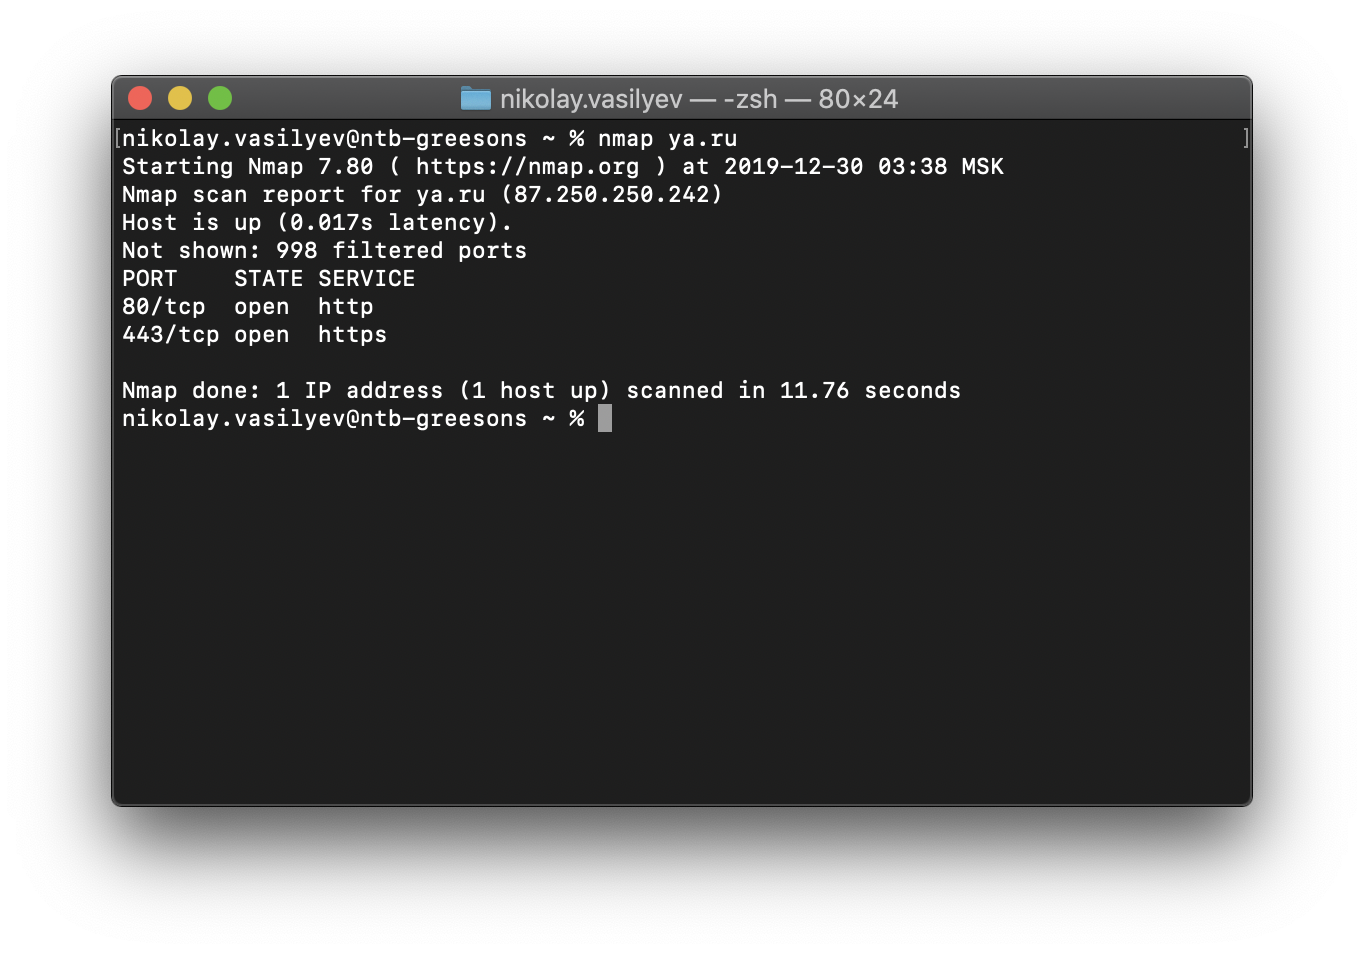 nikolay.vasilyev — -zsh — 80×24
[nikolay.vasilyev@ntb-greesons ~ % nmap ya.ru ]
Starting Nmap 7.80 ( https://nmap.org ) at 2019-12-30 03:38 MSK
Nmap scan report for ya.ru (87.250.250.242)
Host is up (0.017s latency).
Not shown: 998 filtered ports
PORT    STATE SERVICE
80/tcp  open  http
443/tcp open  https

Nmap done: 1 IP address (1 host up) scanned in 11.76 seconds
nikolay.vasilyev@ntb-greesons ~ %